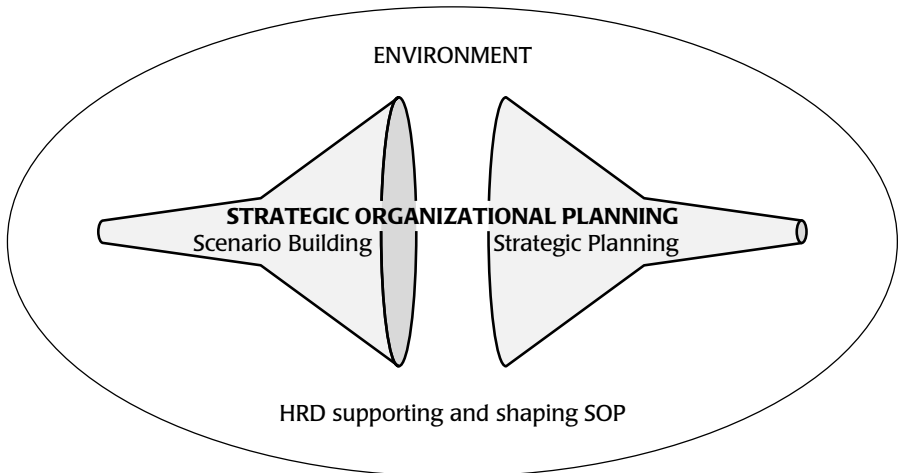 ENVIRONMENT
STRATEGIC ORGANIZATIONAL PLANNING
Scenario Building Strategic Planning
HRD supporting and shaping SOP